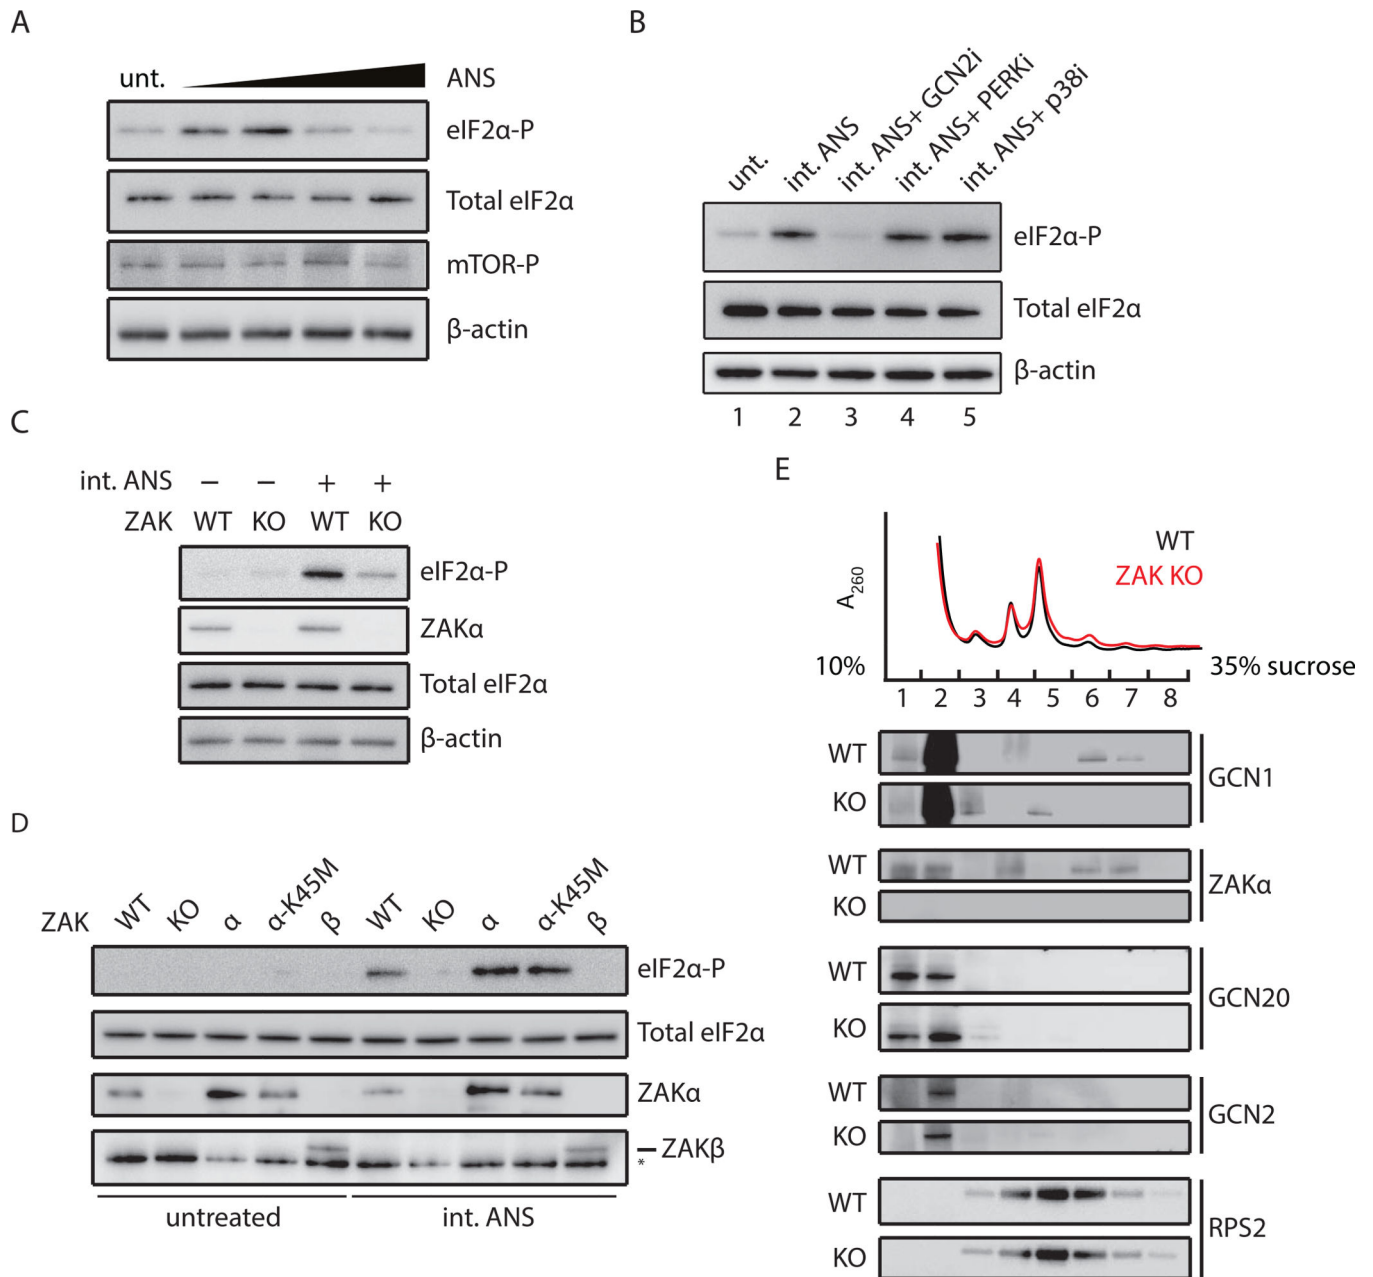 A
unt.
ANS
eIF2α-P
Total eIF2α
mTOR-P
β-actin
B
unt.
int. ANS
int. ANS+ GCN2i
int. ANS+ PERKi
int. ANS+ p38i
eIF2α-P
Total eIF2α
β-actin
1 2 3 4 5
C
int. ANS − − + +
ZAK WT KO WT KO
eIF2α-P
ZAKα
Total eIF2α
β-actin
D
ZAK WT KO α α-K45M β WT KO α α-K45M β
eIF2α-P
Total eIF2α
ZAKα
ZAKβ
*
untreated int. ANS
E
WT
ZAK KO
A260
10% 35% sucrose
1 2 3 4 5 6 7 8
WT
KO
GCN1
WT
KO
ZAKα
WT
KO
GCN20
WT
KO
GCN2
WT
KO
RPS2